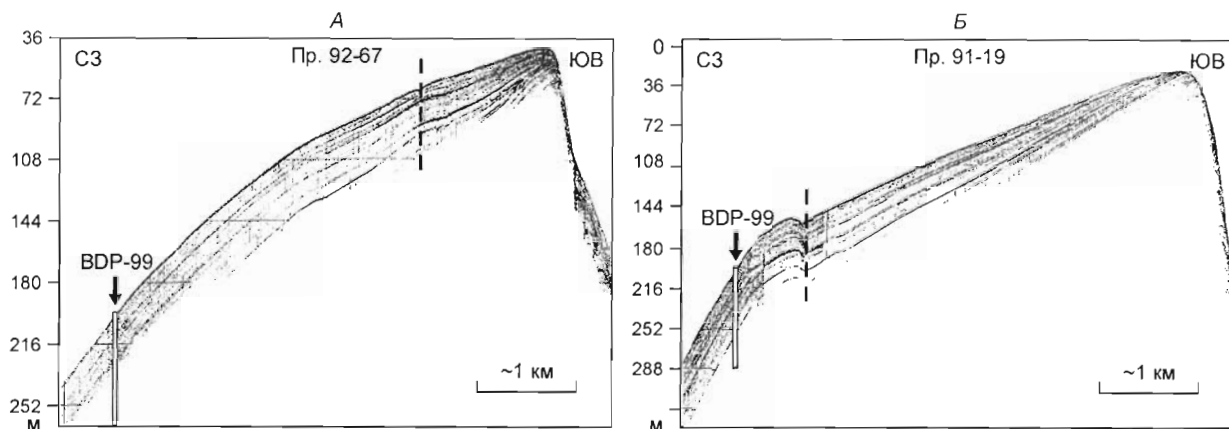 А
36
72
108
144
180
216
252
м
СЗ
Пр. 92-67
ЮВ
BDP-99
~1 км
Б
0
36
72
108
144
180
216
252
288
м
СЗ
Пр. 91-19
ЮВ
BDP-99
~1 км